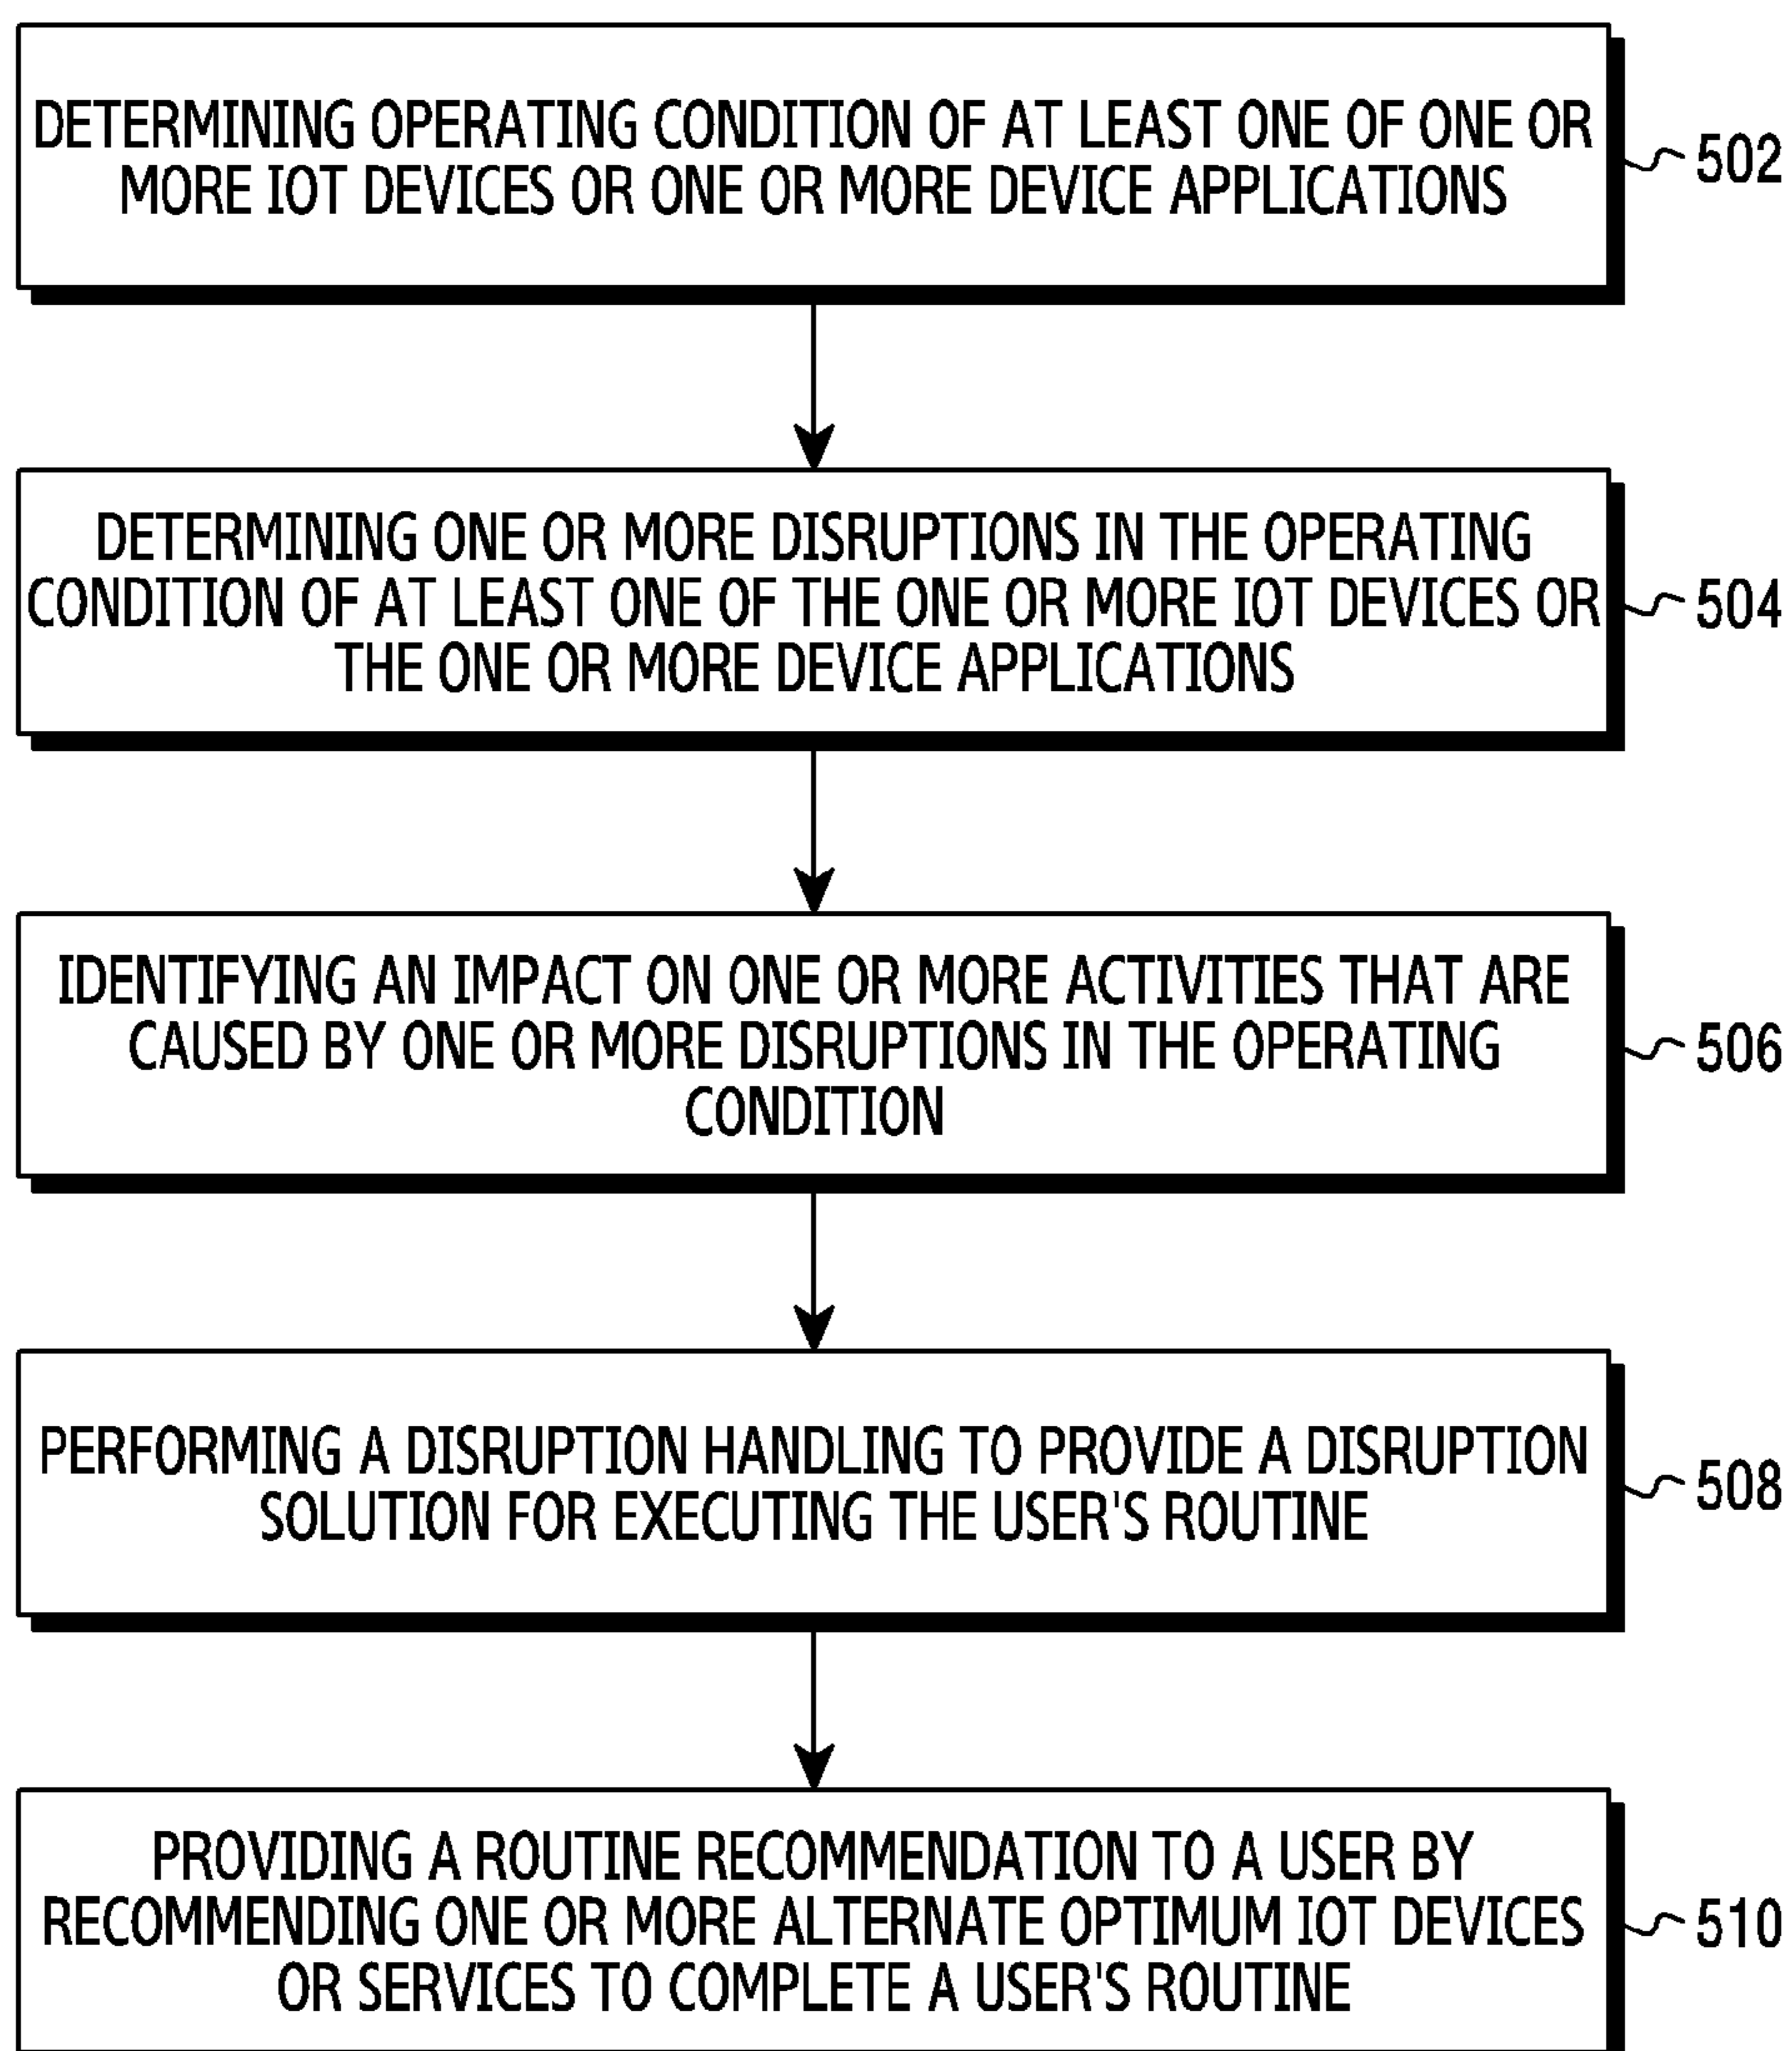 DETERMINING OPERATING CONDITION OF AT LEAST ONE OF ONE OR
MORE IOT DEVICES OR ONE OR MORE DEVICE APPLICATIONS
502
DETERMINING ONE OR MORE DISRUPTIONS IN THE OPERATING
CONDITION OF AT LEAST ONE OF THE ONE OR MORE IOT DEVICES OR
THE ONE OR MORE DEVICE APPLICATIONS
504
IDENTIFYING AN IMPACT ON ONE OR MORE ACTIVITIES THAT ARE
CAUSED BY ONE OR MORE DISRUPTIONS IN THE OPERATING
CONDITION
506
PERFORMING A DISRUPTION HANDLING TO PROVIDE A DISRUPTION
SOLUTION FOR EXECUTING THE USER'S ROUTINE
508
PROVIDING A ROUTINE RECOMMENDATION TO A USER BY
RECOMMENDING ONE OR MORE ALTERNATE OPTIMUM IOT DEVICES
OR SERVICES TO COMPLETE A USER'S ROUTINE
510